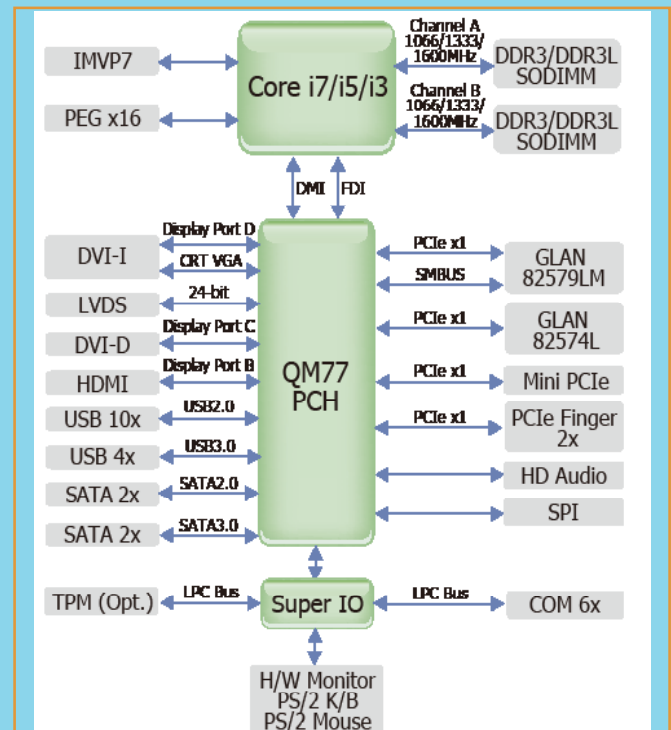 IMVP7
PEG x16
Core i7/i5/i3
Channel A
1066/1333/
1600MHz
DDR3/DDR3L
SODIMM
Channel B
1066/1333/
1600MHz
DDR3/DDR3L
SODIMM
DMI
FDI
DVI-I
Display Port D
CRT VGA
LVDS
24-bit
DVI-D
Display Port C
HDMI
Display Port B
USB 10x
USB2.0
USB 4x
USB3.0
SATA 2x
SATA2.0
SATA 2x
SATA3.0
QM77
PCH
PCIe x1
SMBUS
GLAN
82579LM
PCIe x1
GLAN
82574L
PCIe x1
Mini PCIe
PCIe x1
PCIe Finger
2x
HD Audio
SPI
TPM (Opt.)
LPC Bus
Super IO
LPC Bus
COM 6x
H/W Monitor
PS/2 K/B
PS/2 Mouse